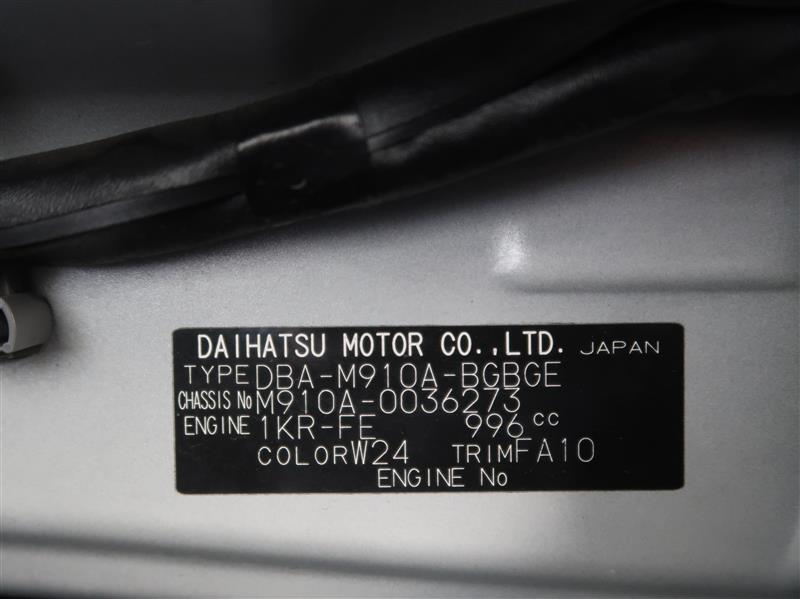 DAIHATSU MOTOR CO.,LTD. JAPAN
TYPE DBA-M910A-BGBGE
CHASSIS No M910A-0036273
ENGINE 1KR-FE 996cc
COLOR W24 TRIM FA10
ENGINE No